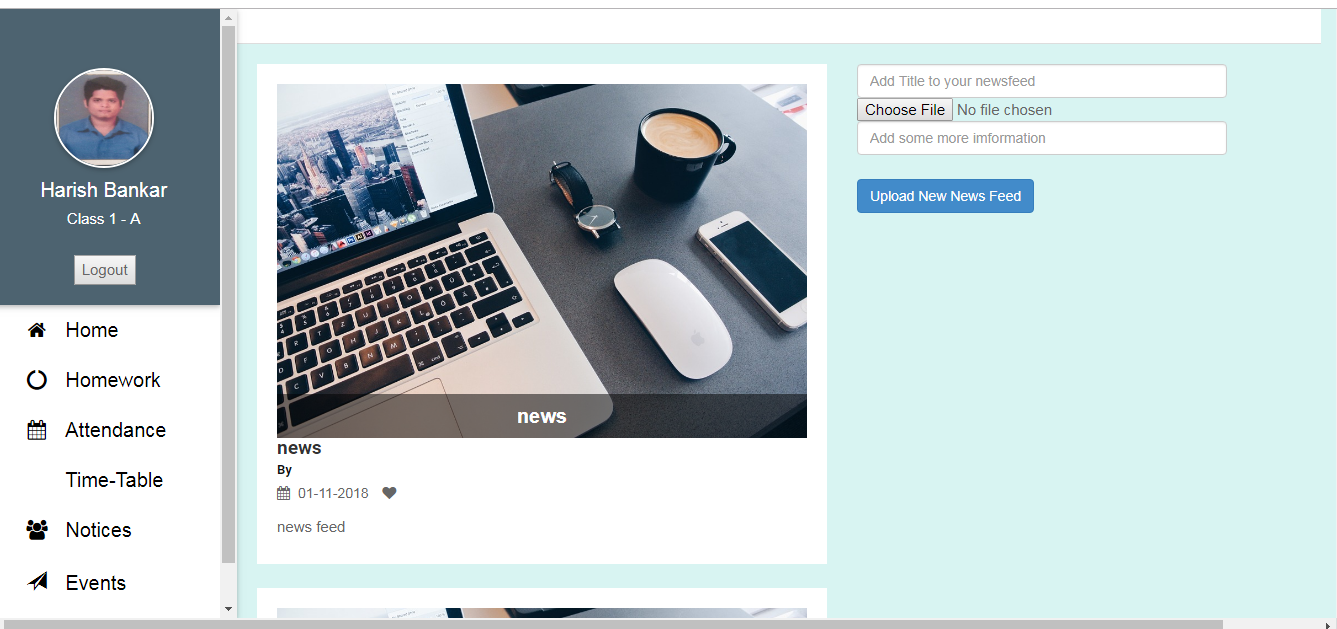 Harish Bankar
Class 1 - A
Logout
Home
Homework
Attendance
Time-Table
Notices
Events
news
news
By
01-11-2018
news feed
Add Title to your newsfeed
Choose File No file chosen
Add some more imformation
Upload New News Feed